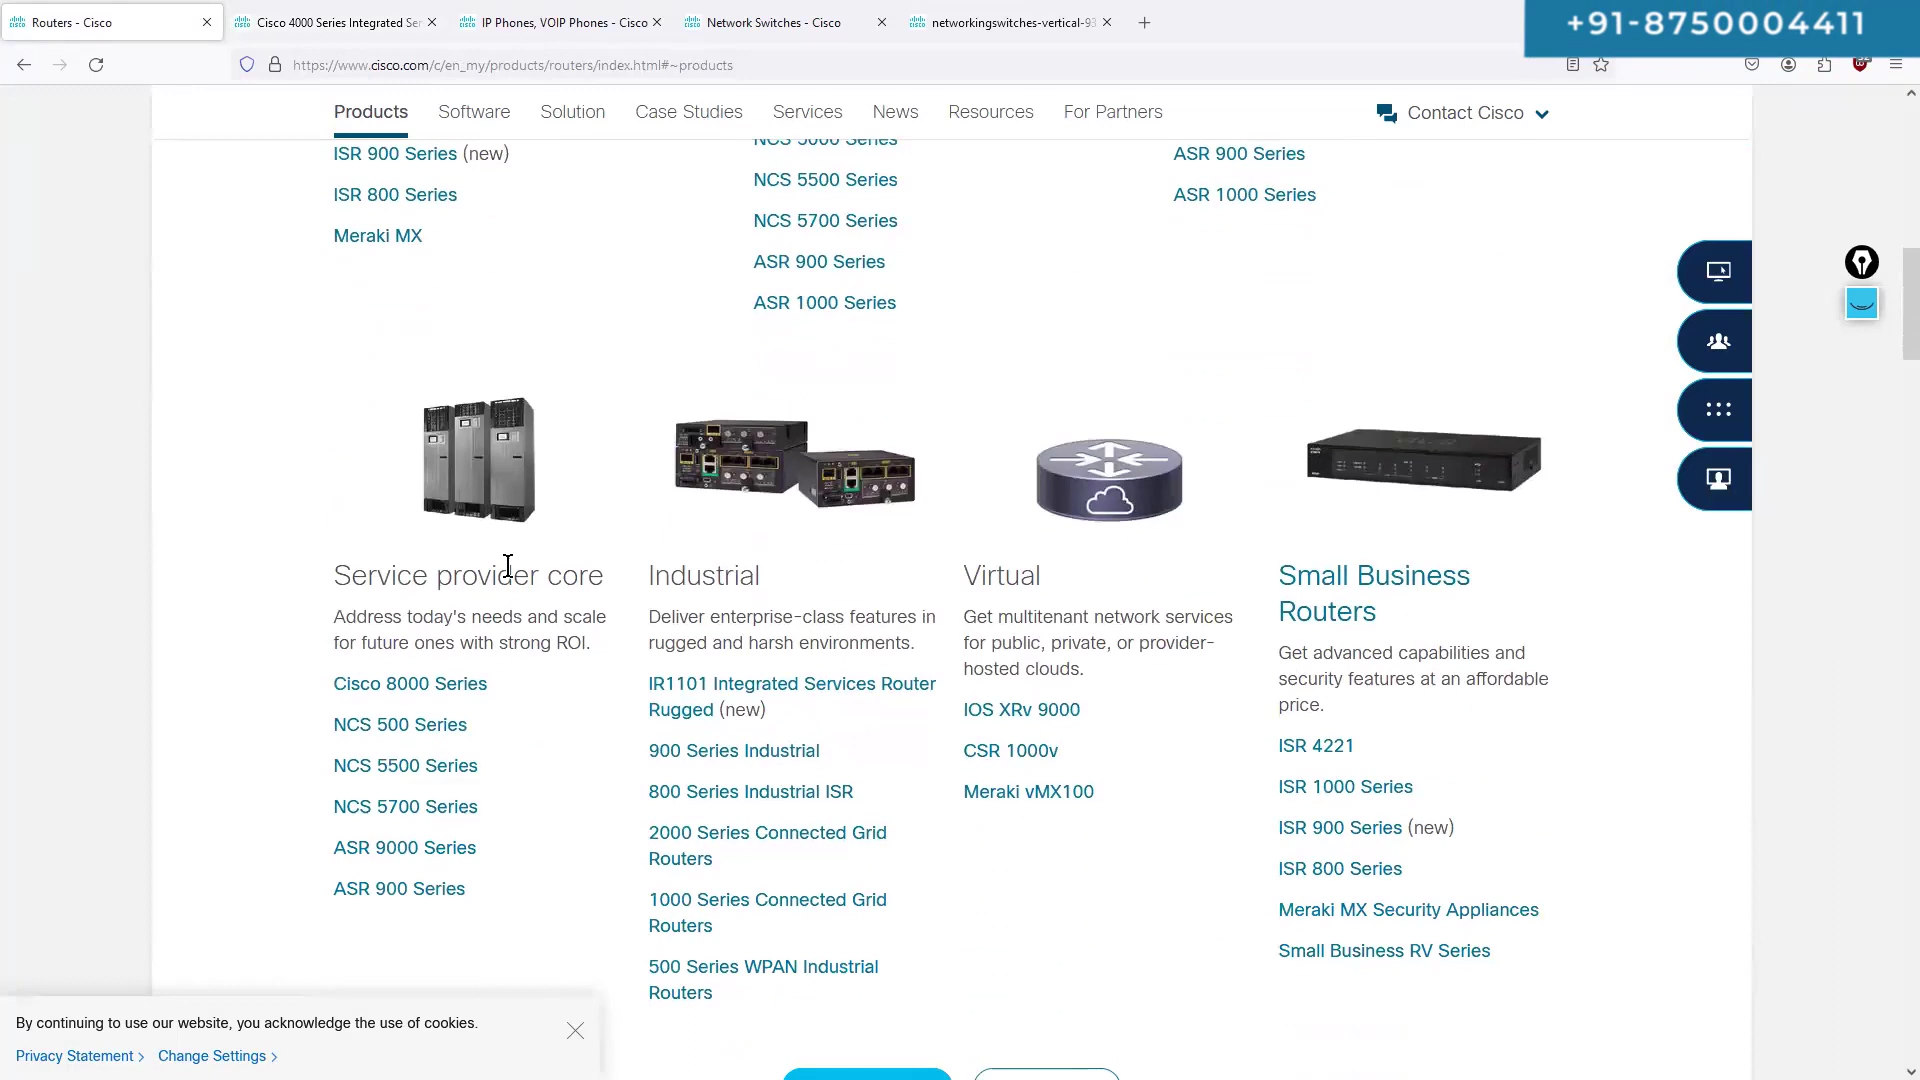 Routers - Cisco
Cisco 4000 Series Integrated Ser
IP Phones, VOIP Phones - Cisco
Network Switches - Cisco
networkingswitches-vertical-93
+91-8750004411
https://www.cisco.com/c/en_my/products/routers/index.html#~products
Products
Software
Solution
Case Studies
Services
News
Resources
For Partners
Contact Cisco
ISR 900 Series (new)
ISR 800 Series
Meraki MX
NCS 5000 Series
NCS 5500 Series
NCS 5700 Series
ASR 900 Series
ASR 1000 Series
ASR 900 Series
ASR 1000 Series
Service provider core
Address today's needs and scale
for future ones with strong ROI.
Cisco 8000 Series
NCS 500 Series
NCS 5500 Series
NCS 5700 Series
ASR 9000 Series
ASR 900 Series
Industrial
Deliver enterprise-class features in
rugged and harsh environments.
IR1101 Integrated Services Router
Rugged (new)
900 Series Industrial
800 Series Industrial ISR
2000 Series Connected Grid
Routers
1000 Series Connected Grid
Routers
500 Series WPAN Industrial
Routers
Virtual
Get multitenant network services
for public, private, or provider-
hosted clouds.
IOS XRv 9000
CSR 1000v
Meraki vMX100
Small Business
Routers
Get advanced capabilities and
security features at an affordable
price.
ISR 4221
ISR 1000 Series
ISR 900 Series (new)
ISR 800 Series
Meraki MX Security Appliances
Small Business RV Series
By continuing to use our website, you acknowledge the use of cookies.
Privacy Statement >
Change Settings >